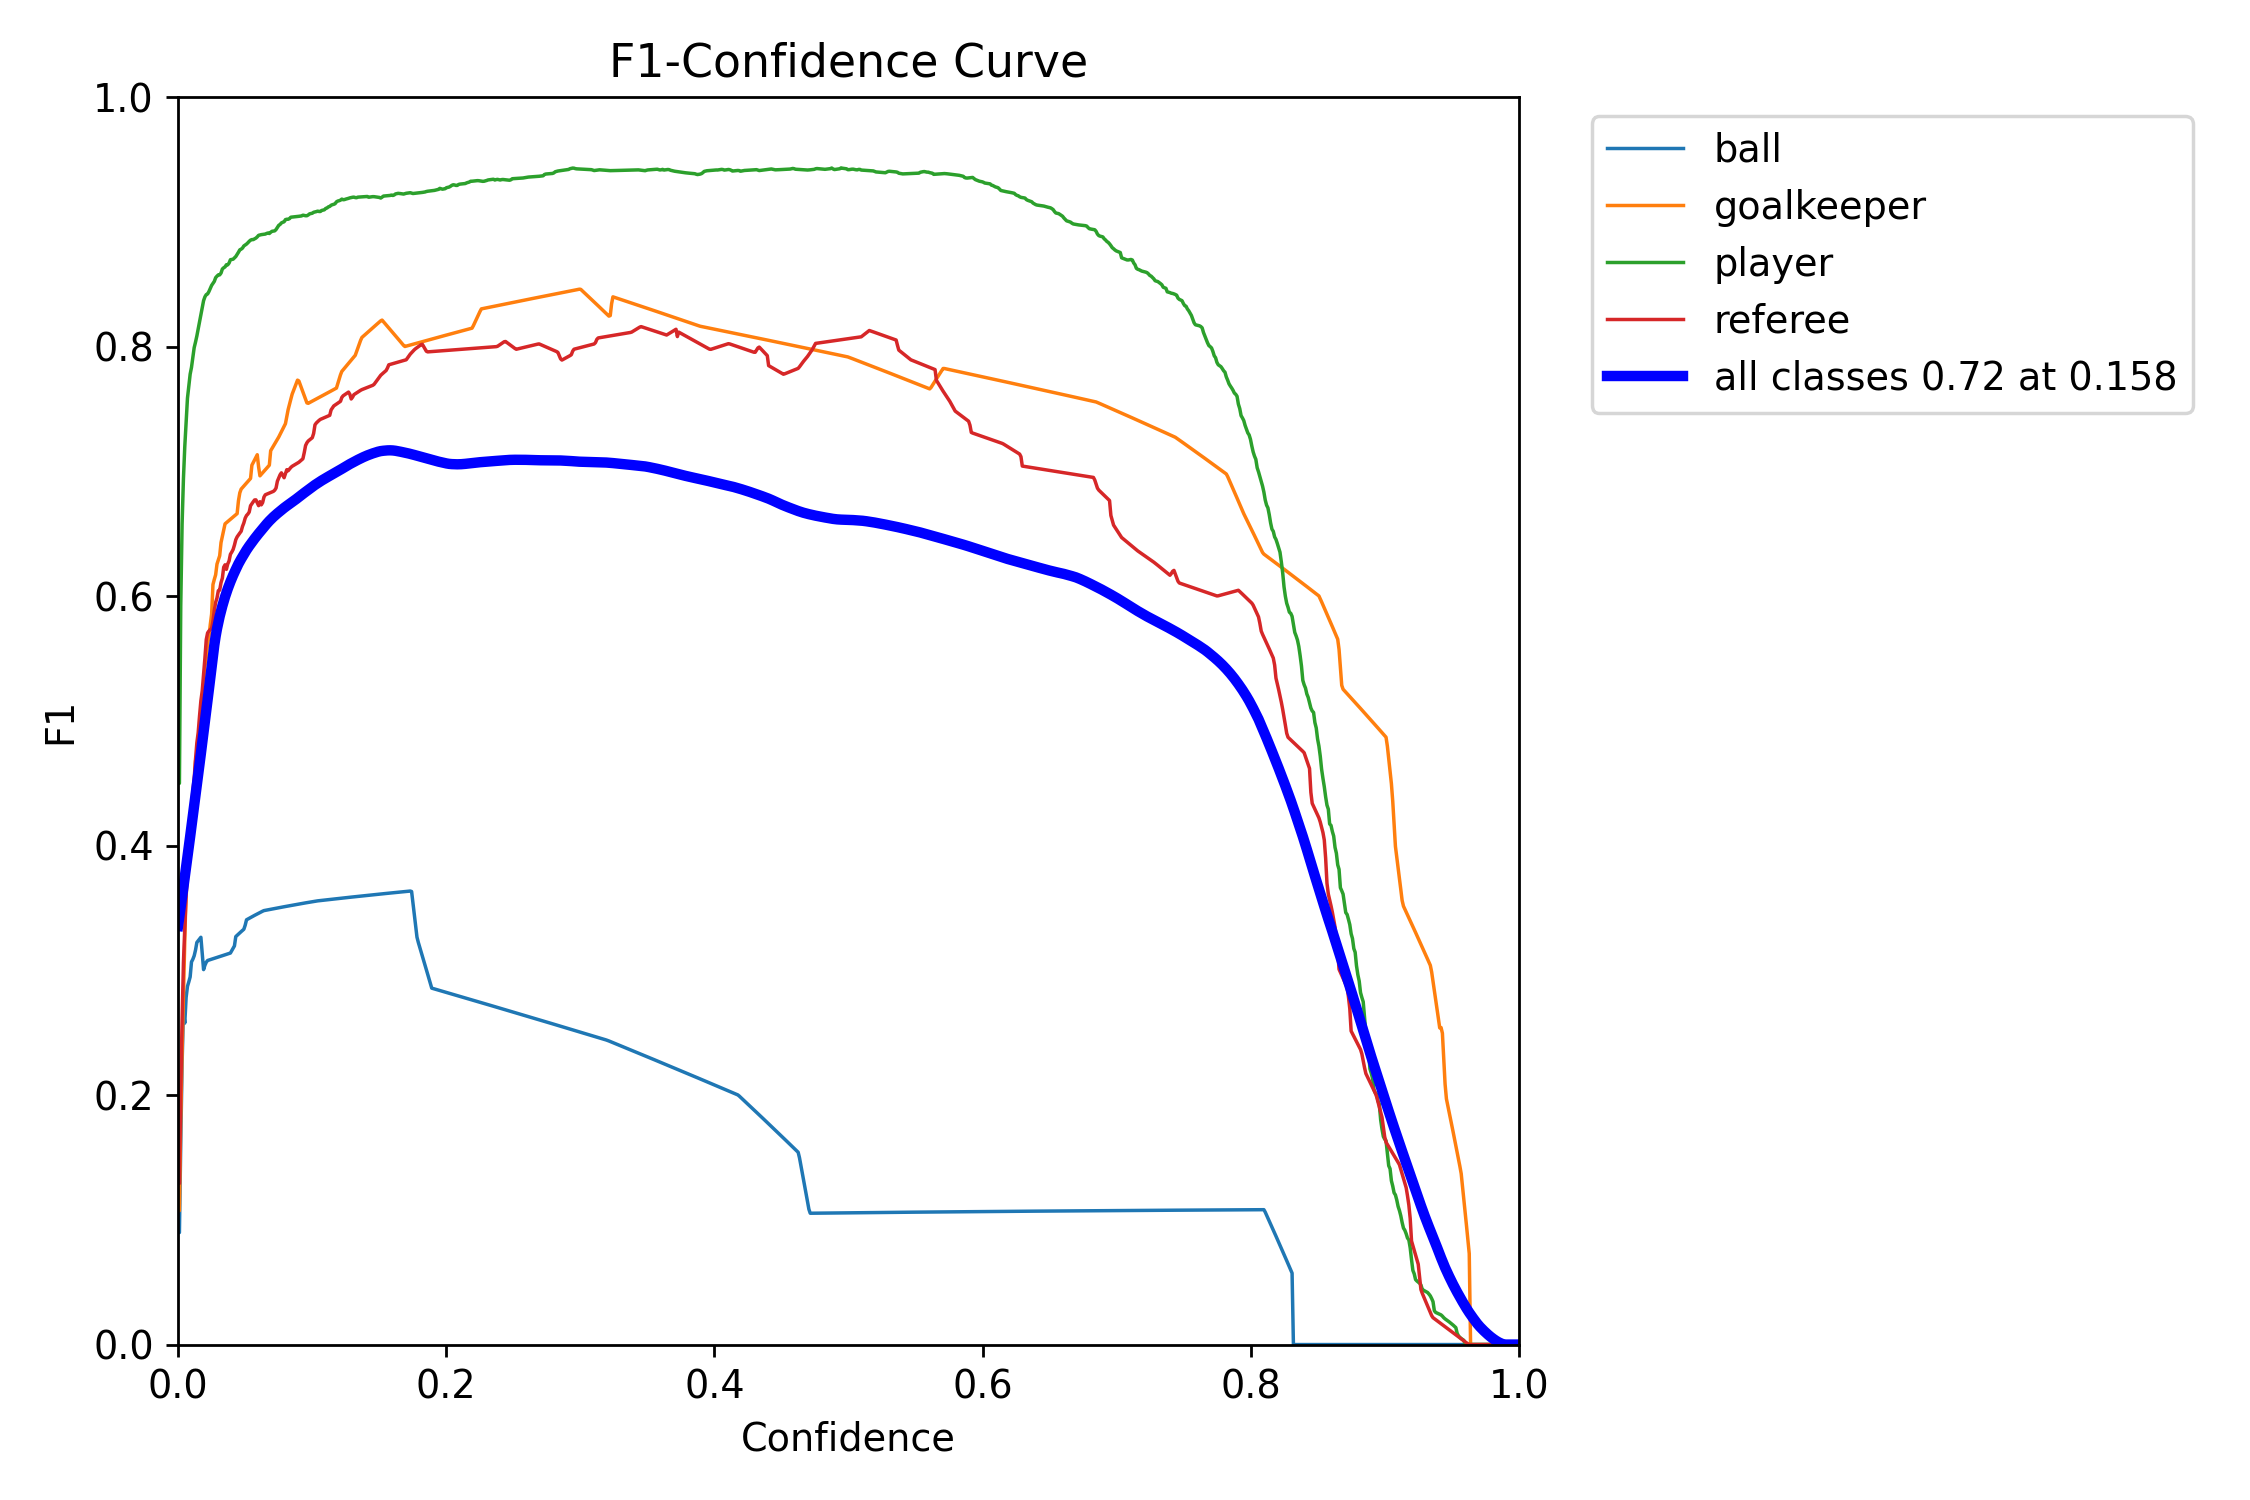 F1-Confidence Curve
1.0
0.8
0.6
0.4
0.2
0.0
F1
0.0 0.2 0.4 0.6 0.8 1.0
Confidence
ball
goalkeeper
player
referee
all classes 0.72 at 0.158